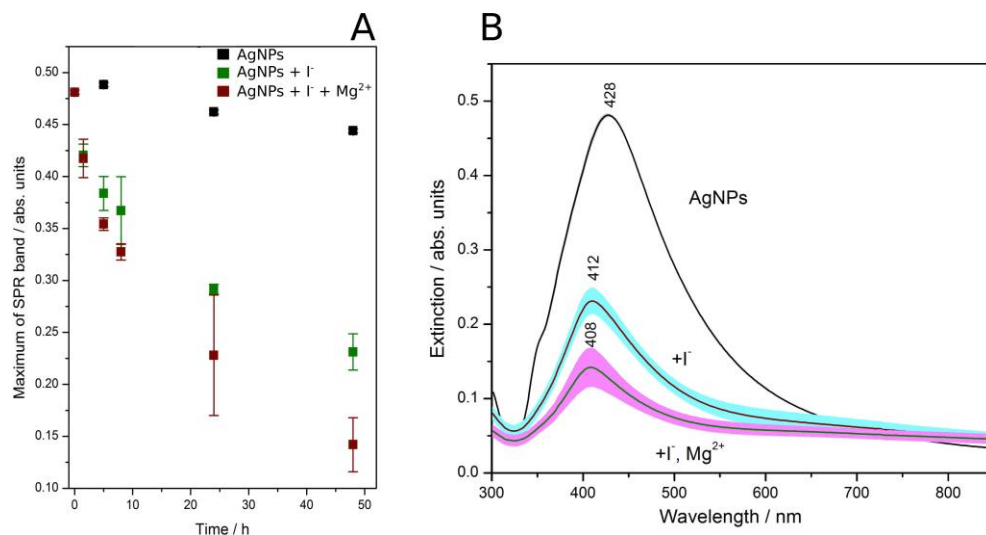 A
AgNPs
AgNPs + I⁻
AgNPs + I⁻ + Mg²⁺
Maximum of SPR band / abs. units
0.50
0.45
0.40
0.35
0.30
0.25
0.20
0.15
0.10
0 10 20 30 40 50
Time / h
B
Extinction / abs. units
0.5
0.4
0.3
0.2
0.1
0.0
428
AgNPs
412
408
+I⁻
+I⁻, Mg²⁺
300 400 500 600 700 800
Wavelength / nm